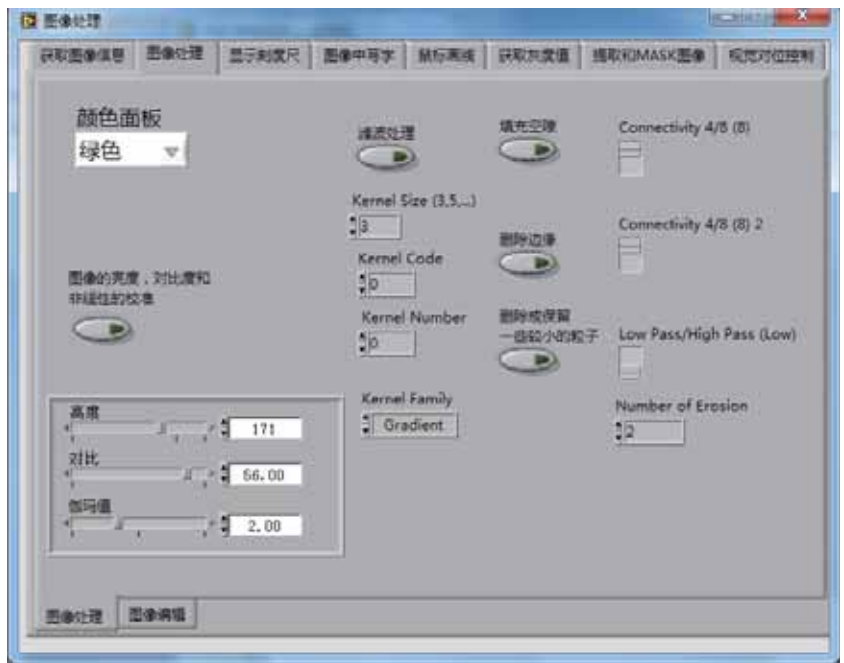 图像处理
获取图像信息
图像处理
显示刻度尺
图像中写字
鼠标画线
获取灰度值
提取和MASK图像
视觉对位控制
颜色面板
绿色
滤波处理
填充空隙
Connectivity 4/8 (8)
Kernel Size (3,5,...)
3
删除边像
Connectivity 4/8 (8) 2
图像的亮度，对比度和
非线性的校准
Kernel Code
0
Kernel Number
0
删除或保留
一些较小的粒子
Low Pass/High Pass (Low)
Kernel Family
Gradient
Number of Erosion
2
高度
171
对比
56.00
伽玛值
2.00
图像处理
图像编辑